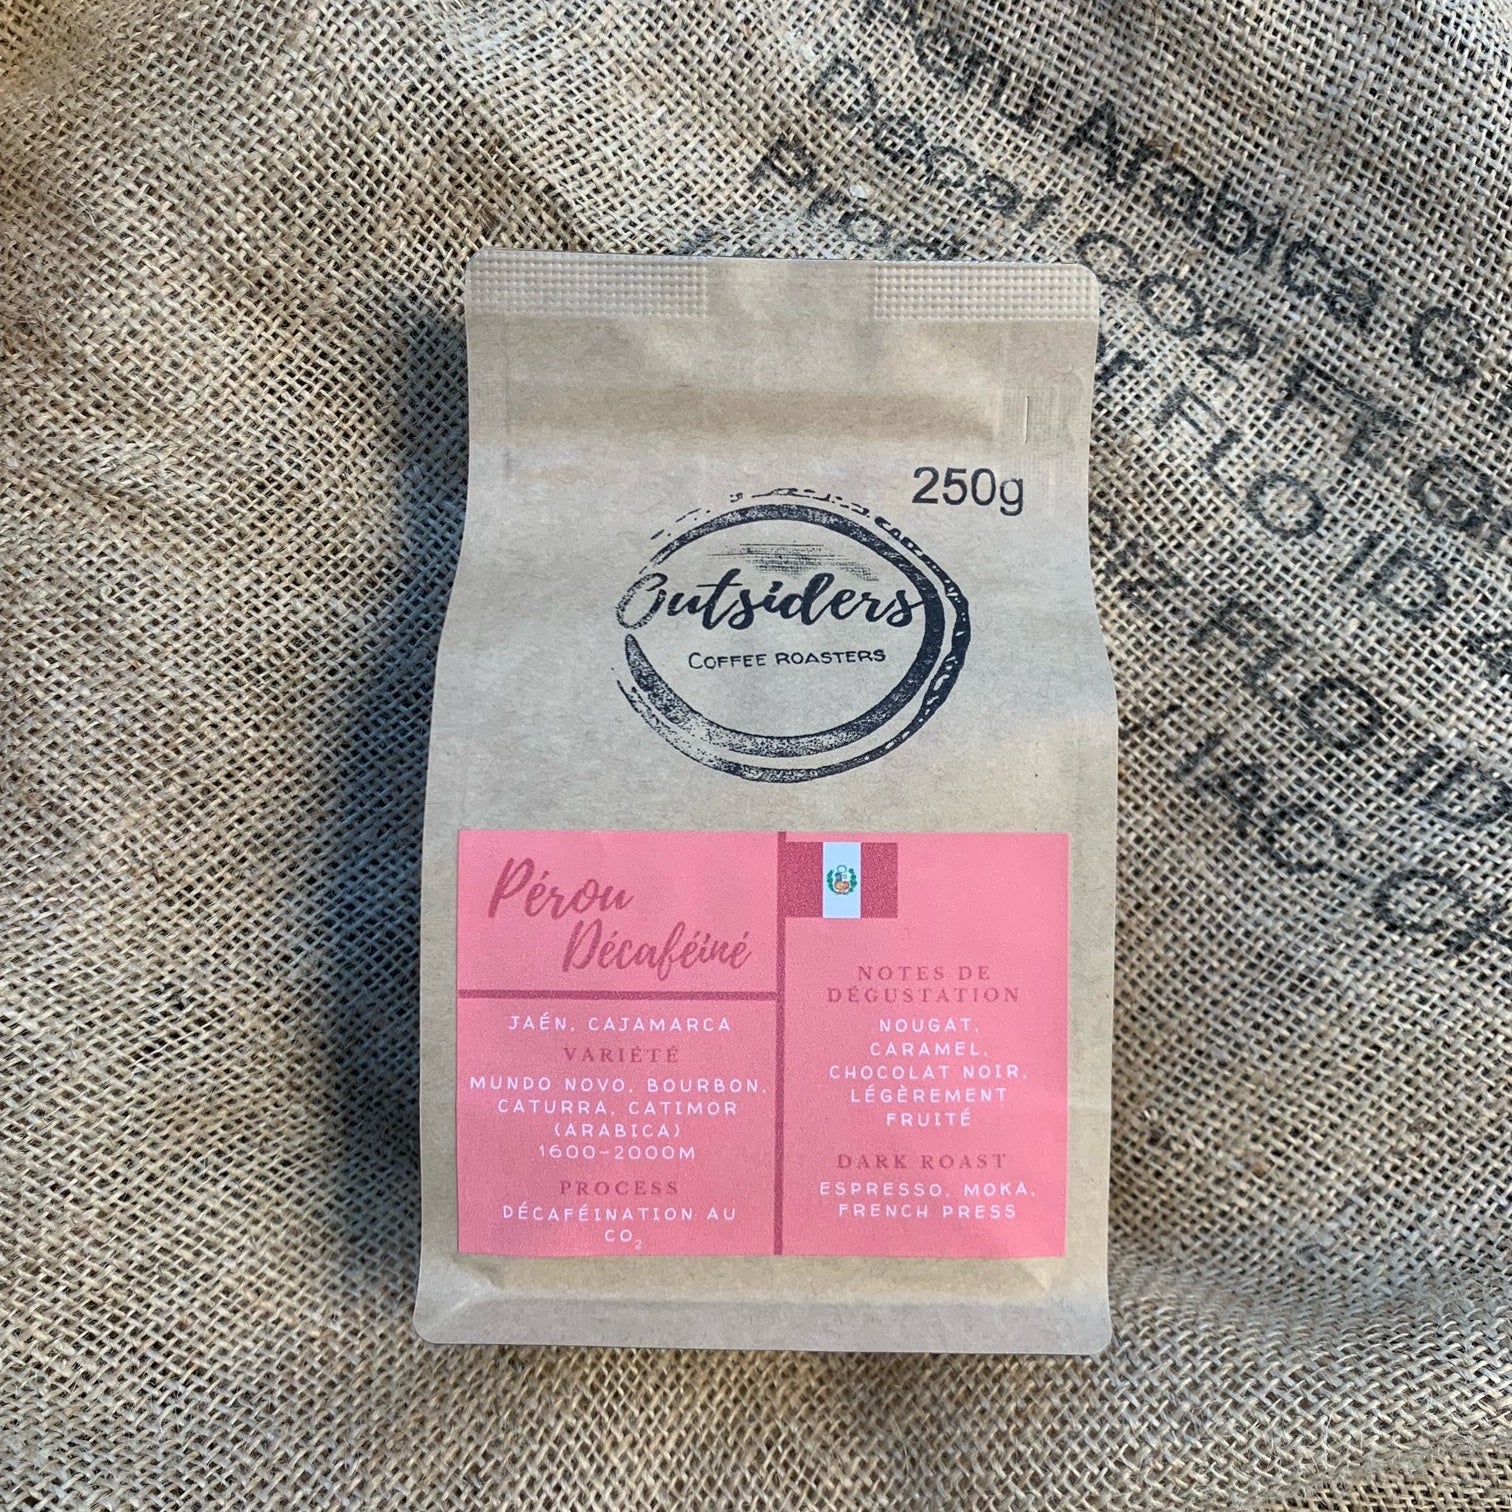 250g
Outsiders
COFFEE ROASTERS
Pérou
Décaféiné
JAÉN, CAJAMARCA
VARIÉTÉ
MUNDO NOVO, BOURBON,
CATURRA, CATIMOR
(ARABICA)
1600-2000M
PROCESS
DÉCAFÉINATION AU
CO₂
NOTES DE
DÉGUSTATION
NOUGAT,
CARAMEL,
CHOCOLAT NOIR,
LÉGÈREMENT
FRUITÉ
DARK ROAST
ESPRESSO, MOKA,
FRENCH PRESS
Arabica G